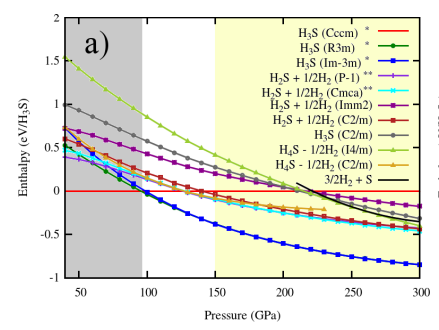 a)
H₃S (Cccm) *
H₃S (R3m) *
H₃S (Im-3m) *
H₂S + 1/2H₂ (P-1) **
H₂S + 1/2H₂ (Cmca) **
H₂S + 1/2H₂ (Imm2)
H₂S + 1/2H₂ (C2/m)
H₃S (C2/m)
H₄S - 1/2H₂ (I4/m)
H₄S - 1/2H₂ (C2/m)
3/2H₂ + S
Enthalpy (eV/H₃S)
2
1.5
1
0.5
0
-0.5
-1
50
100
150
200
250
300
Pressure (GPa)